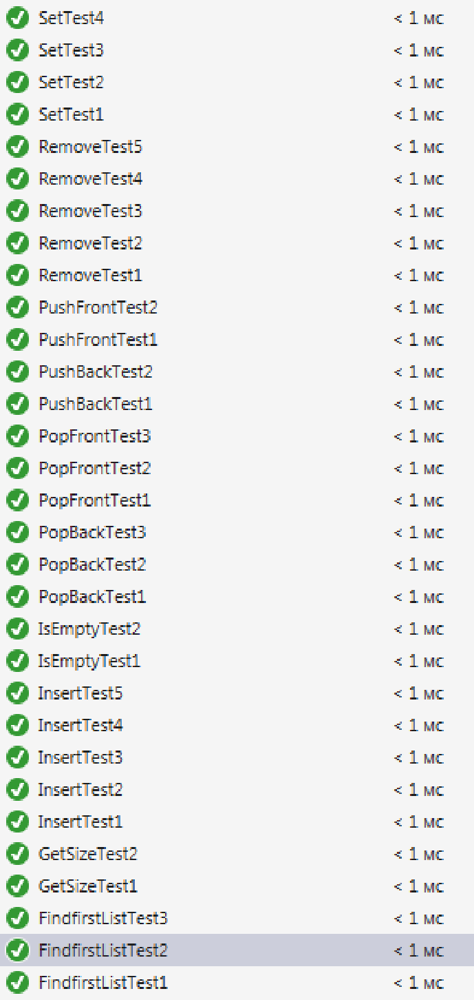 SetTest4 < 1 мс
SetTest3 < 1 мс
SetTest2 < 1 мс
SetTest1 < 1 мс
RemoveTest5 < 1 мс
RemoveTest4 < 1 мс
RemoveTest3 < 1 мс
RemoveTest2 < 1 мс
RemoveTest1 < 1 мс
PushFrontTest2 < 1 мс
PushFrontTest1 < 1 мс
PushBackTest2 < 1 мс
PushBackTest1 < 1 мс
PopFrontTest3 < 1 мс
PopFrontTest2 < 1 мс
PopFrontTest1 < 1 мс
PopBackTest3 < 1 мс
PopBackTest2 < 1 мс
PopBackTest1 < 1 мс
IsEmptyTest2 < 1 мс
IsEmptyTest1 < 1 мс
InsertTest5 < 1 мс
InsertTest4 < 1 мс
InsertTest3 < 1 мс
InsertTest2 < 1 мс
InsertTest1 < 1 мс
GetSizeTest2 < 1 мс
GetSizeTest1 < 1 мс
FindfirstListTest3 < 1 мс
FindfirstListTest2 < 1 мс
FindfirstListTest1 < 1 мс